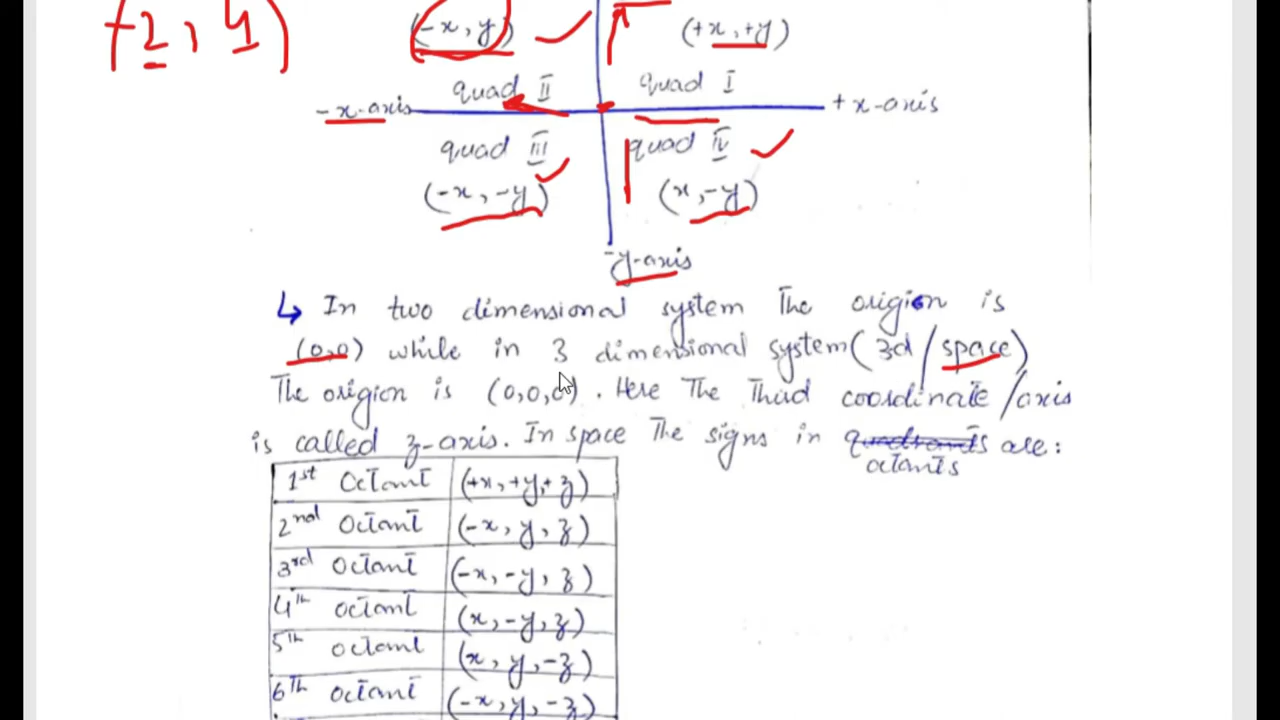 (-2, 4)
(-x, y)
(+x, +y)
quad II
quad I
-x-axis
+ x-axis
quad III
quad IV
(-x, -y)
(x, -y)
-y-axis
↳ In two dimensional system The origion is
(0,0) while in 3 dimensional system( 3d / space)
The origion is (0,0,0). Here The Third coordinate/axis
is called z-axis. In space The signs in quadrants are:
octants
1st Octant (+x, +y, + z)
2nd Octant (-x, y, z)
3rd Octant (-x, -y, z)
4th octant (x, -y, z)
5th octant (x, y, -z)
6Th octant (-x, y, -z)